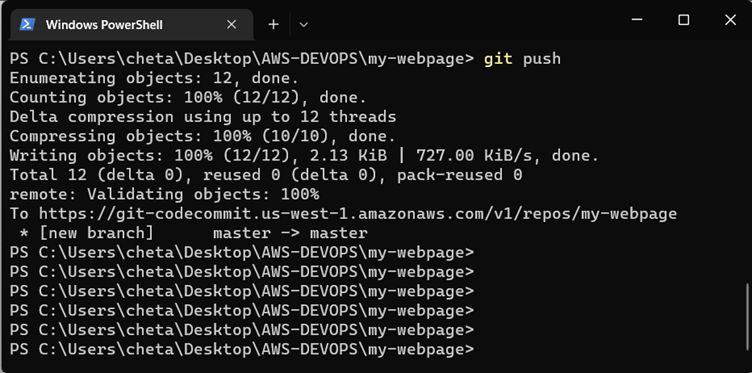 Windows PowerShell
PS C:\Users\cheta\Desktop\AWS-DEVOPS\my-webpage> git push
Enumerating objects: 12, done.
Counting objects: 100% (12/12), done.
Delta compression using up to 12 threads
Compressing objects: 100% (10/10), done.
Writing objects: 100% (12/12), 2.13 KiB | 727.00 KiB/s, done.
Total 12 (delta 0), reused 0 (delta 0), pack-reused 0
remote: Validating objects: 100%
To https://git-codecommit.us-west-1.amazonaws.com/v1/repos/my-webpage
 * [new branch]      master -> master
PS C:\Users\cheta\Desktop\AWS-DEVOPS\my-webpage>
PS C:\Users\cheta\Desktop\AWS-DEVOPS\my-webpage>
PS C:\Users\cheta\Desktop\AWS-DEVOPS\my-webpage>
PS C:\Users\cheta\Desktop\AWS-DEVOPS\my-webpage>
PS C:\Users\cheta\Desktop\AWS-DEVOPS\my-webpage>
PS C:\Users\cheta\Desktop\AWS-DEVOPS\my-webpage>